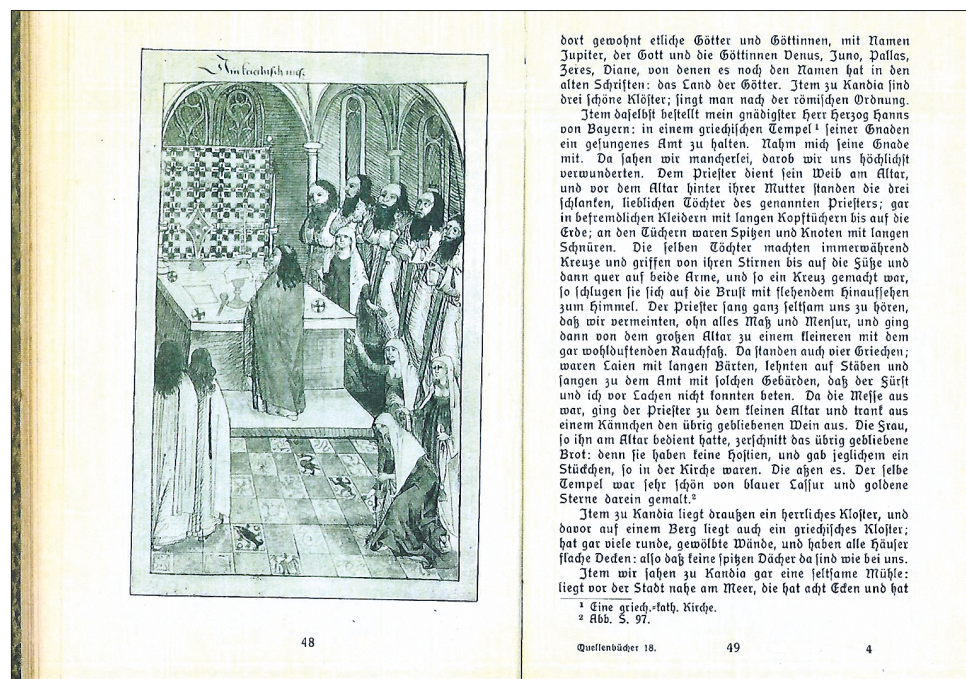 48
dort gewohnt etliche Götter und Göttinnen, mit Namen
Jupiter, der Gott und die Göttinnen Venus, Juno, Pallas,
Zeres, Diane, von denen es noch den Namen hat in den
alten Schriften: das Land der Götter. Item zu Kandia sind
drei schöne Klöster; singt man nach der römischen Ordnung.
Item daselbst bestellt mein gnädigster Herr Herzog Hanns
von Bayern: in einem griechischen Tempel¹ seiner Gnaden
ein gesungenes Amt zu halten. Nahm mich seine Gnade
mit. Da sahen wir mancherlei, darob wir uns höchlichst
verwunderten. Dem Priester dient sein Weib am Altar,
und vor dem Altar hinter ihrer Mutter standen die drei
schlanken, lieblichen Töchter des genannten Priesters; gar
in befremdlichen Kleidern mit langen Kopftüchern bis auf die
Erde; an den Tüchern waren Spitzen und Knoten mit langen
Schnüren. Die selben Töchter machten immerwährend
Kreuze und griffen von ihren Stirnen bis auf die Füße und
dann quer auf beide Arme, und so ein Kreuz gemacht war,
so schlugen sie sich auf die Brust mit flehendem Hinaufsehen
zum Himmel. Der Priester sang ganz seltsam uns zu hören,
daß wir vermeinten, ohn alles Maß und Mensur, und ging
dann von dem großen Altar zu einem kleineren mit dem
gar wohlduftenden Rauchfaß. Da standen auch vier Griechen;
waren Laien mit langen Bärten, lehnten auf Stäben und
sangen zu dem Amt mit solchen Gebärden, daß der Fürst
und ich vor Lachen nicht konnten beten. Da die Messe aus
war, ging der Priester zu dem kleinen Altar und trank aus
einem Kännchen den übrig gebliebenen Wein aus. Die Frau,
so ihn am Altar bedient hatte, zerschnitt das übrig gebliebene
Brot: denn sie haben keine Hostien, und gab jeglichem ein
Stückchen, so in der Kirche waren. Die aßen es. Der selbe
Tempel war sehr schön von blauer Lassur und goldene
Sterne darein gemalt.²
Item zu Kandia liegt draußen ein herrliches Kloster, und
davor auf einem Berg liegt auch ein griechisches Kloster;
hat gar viele runde, gewölbte Wände, und haben alle Häuser
flache Decken: also daß keine spitzen Dächer da sind wie bei uns.
Item wir sahen zu Kandia gar eine seltsame Mühle:
liegt vor der Stadt nahe am Meer, die hat acht Ecken und hat
¹ Eine griech.-kath. Kirche.
² Abb. S. 97.
Quellenbücher 18. 49 4